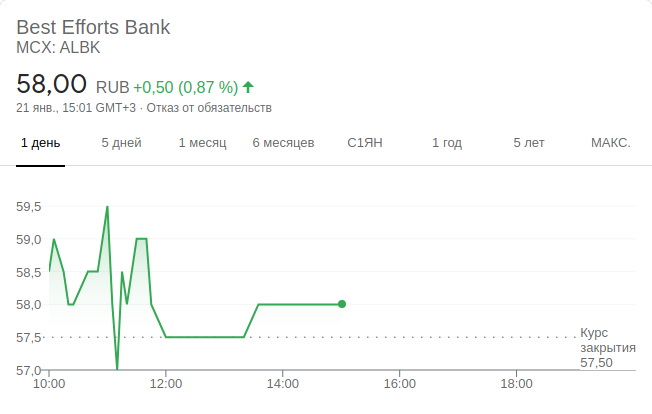 Best Efforts Bank
MCX: ALBK
58,00 RUB +0,50 (0,87 %)
21 янв., 15:01 GMT+3 · Отказ от обязательств
1 день 5 дней 1 месяц 6 месяцев С1ЯН 1 год 5 лет МАКС.
59,5
59,0
58,5
58,0
57,5
57,0
Курс
закрытия
57,50
10:00 12:00 14:00 16:00 18:00